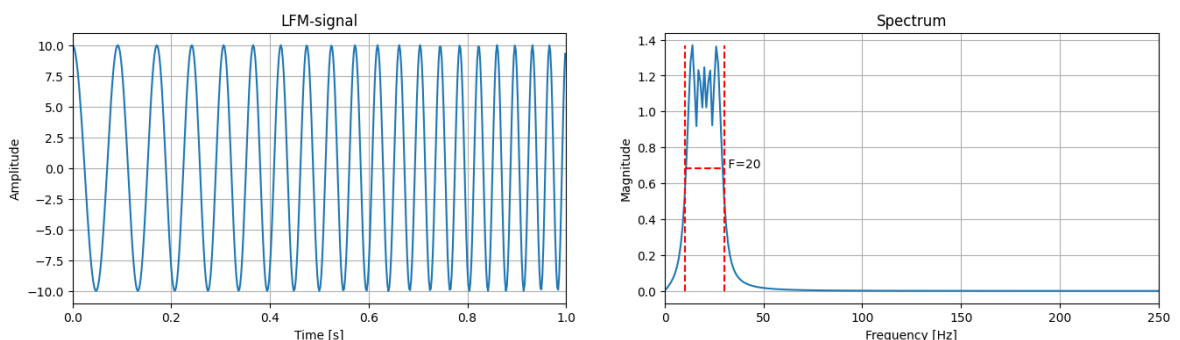 LFM-signal
Amplitude
10.0
7.5
5.0
2.5
0.0
−2.5
−5.0
−7.5
−10.0
0.0 0.2 0.4 0.6 0.8 1.0
Time [s]
Spectrum
Magnitude
1.4
1.2
1.0
0.8
0.6
0.4
0.2
0.0
F=20
0 50 100 150 200 250
Frequency [Hz]